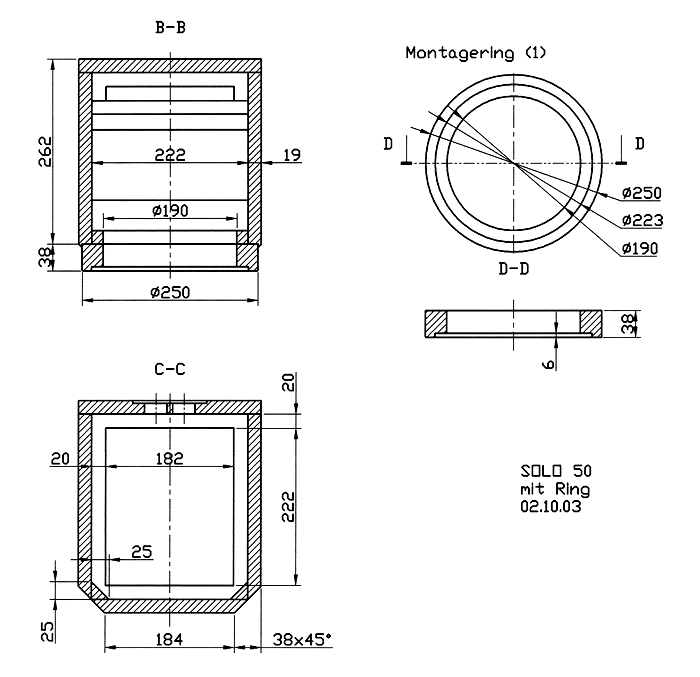 B-B
262
222
19
ø190
38
ø250
Montagering (1)
D
D
ø250
ø223
ø190
D-D
38
6
C-C
20
20
182
222
25
25
184
38x45°
SOLO 50
mit Ring
02.10.03